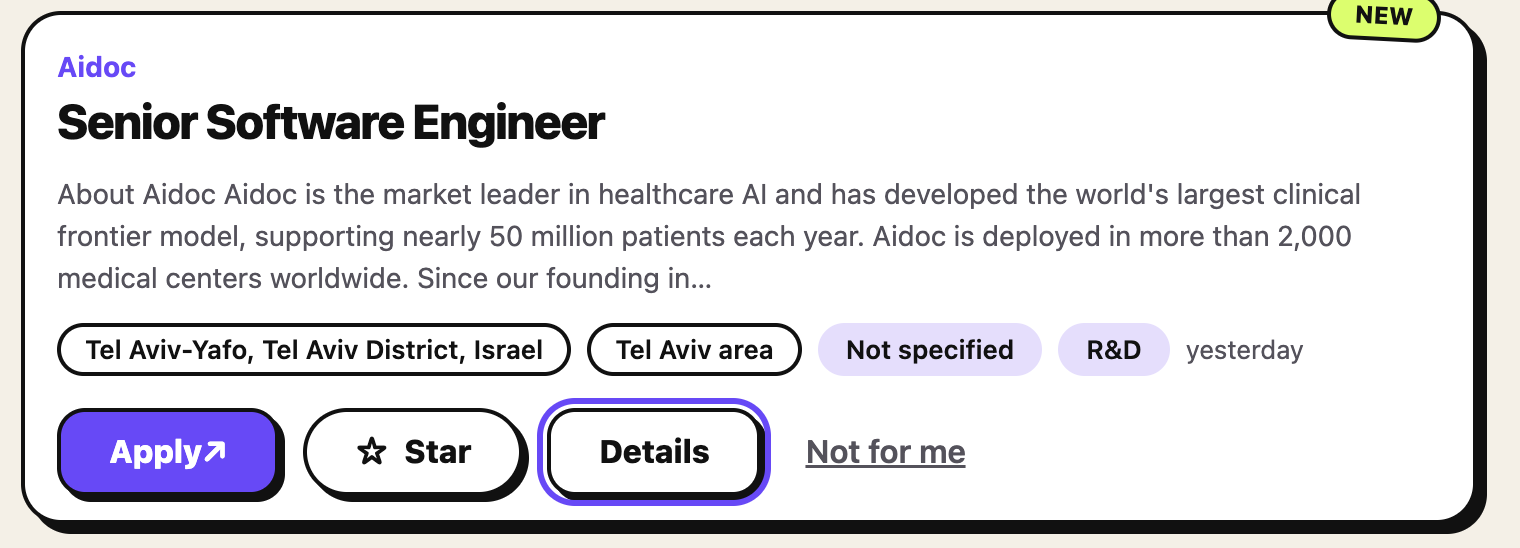 NEW
Aidoc
Senior Software Engineer
About Aidoc Aidoc is the market leader in healthcare AI and has developed the world's largest clinical
frontier model, supporting nearly 50 million patients each year. Aidoc is deployed in more than 2,000
medical centers worldwide. Since our founding in...
Tel Aviv-Yafo, Tel Aviv District, Israel Tel Aviv area Not specified R&D yesterday
Apply↗ ☆ Star Details Not for me